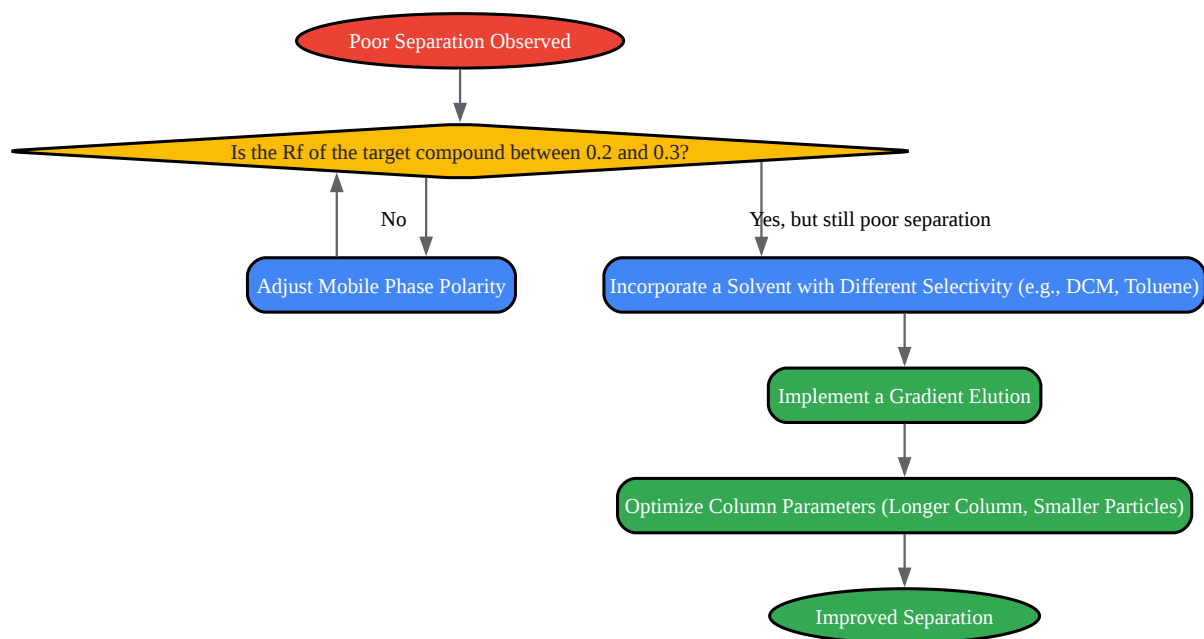 Poor Separation Observed
Is the Rf of the target compound between 0.2 and 0.3?
No
Yes, but still poor separation
Adjust Mobile Phase Polarity
Incorporate a Solvent with Different Selectivity (e.g., DCM, Toluene)
Implement a Gradient Elution
Optimize Column Parameters (Longer Column, Smaller Particles)
Improved Separation